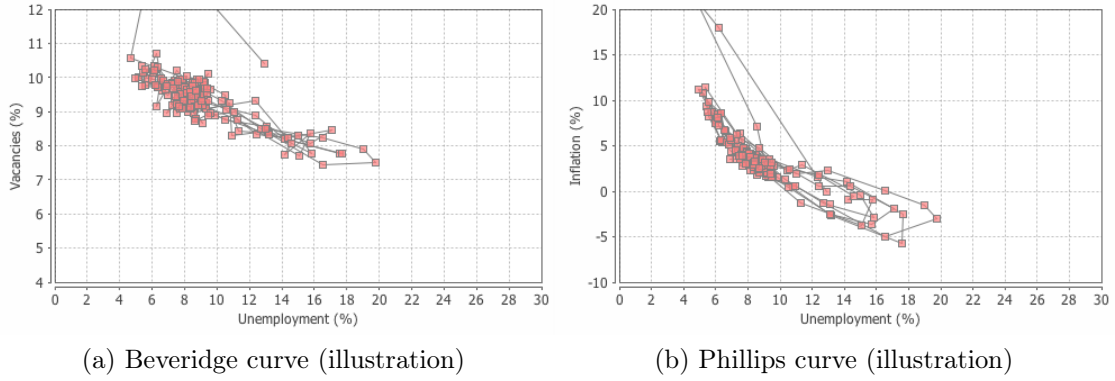 12
11
10
9
8
7
6
5
4
Vacancies (%)
0 2 4 6 8 10 12 14 16 18 20 22 24 26 28 30
Unemployment (%)
(a) Beveridge curve (illustration)
20
15
10
5
0
-5
-10
Inflation (%)
0 2 4 6 8 10 12 14 16 18 20 22 24 26 28 30
Unemployment (%)
(b) Phillips curve (illustration)